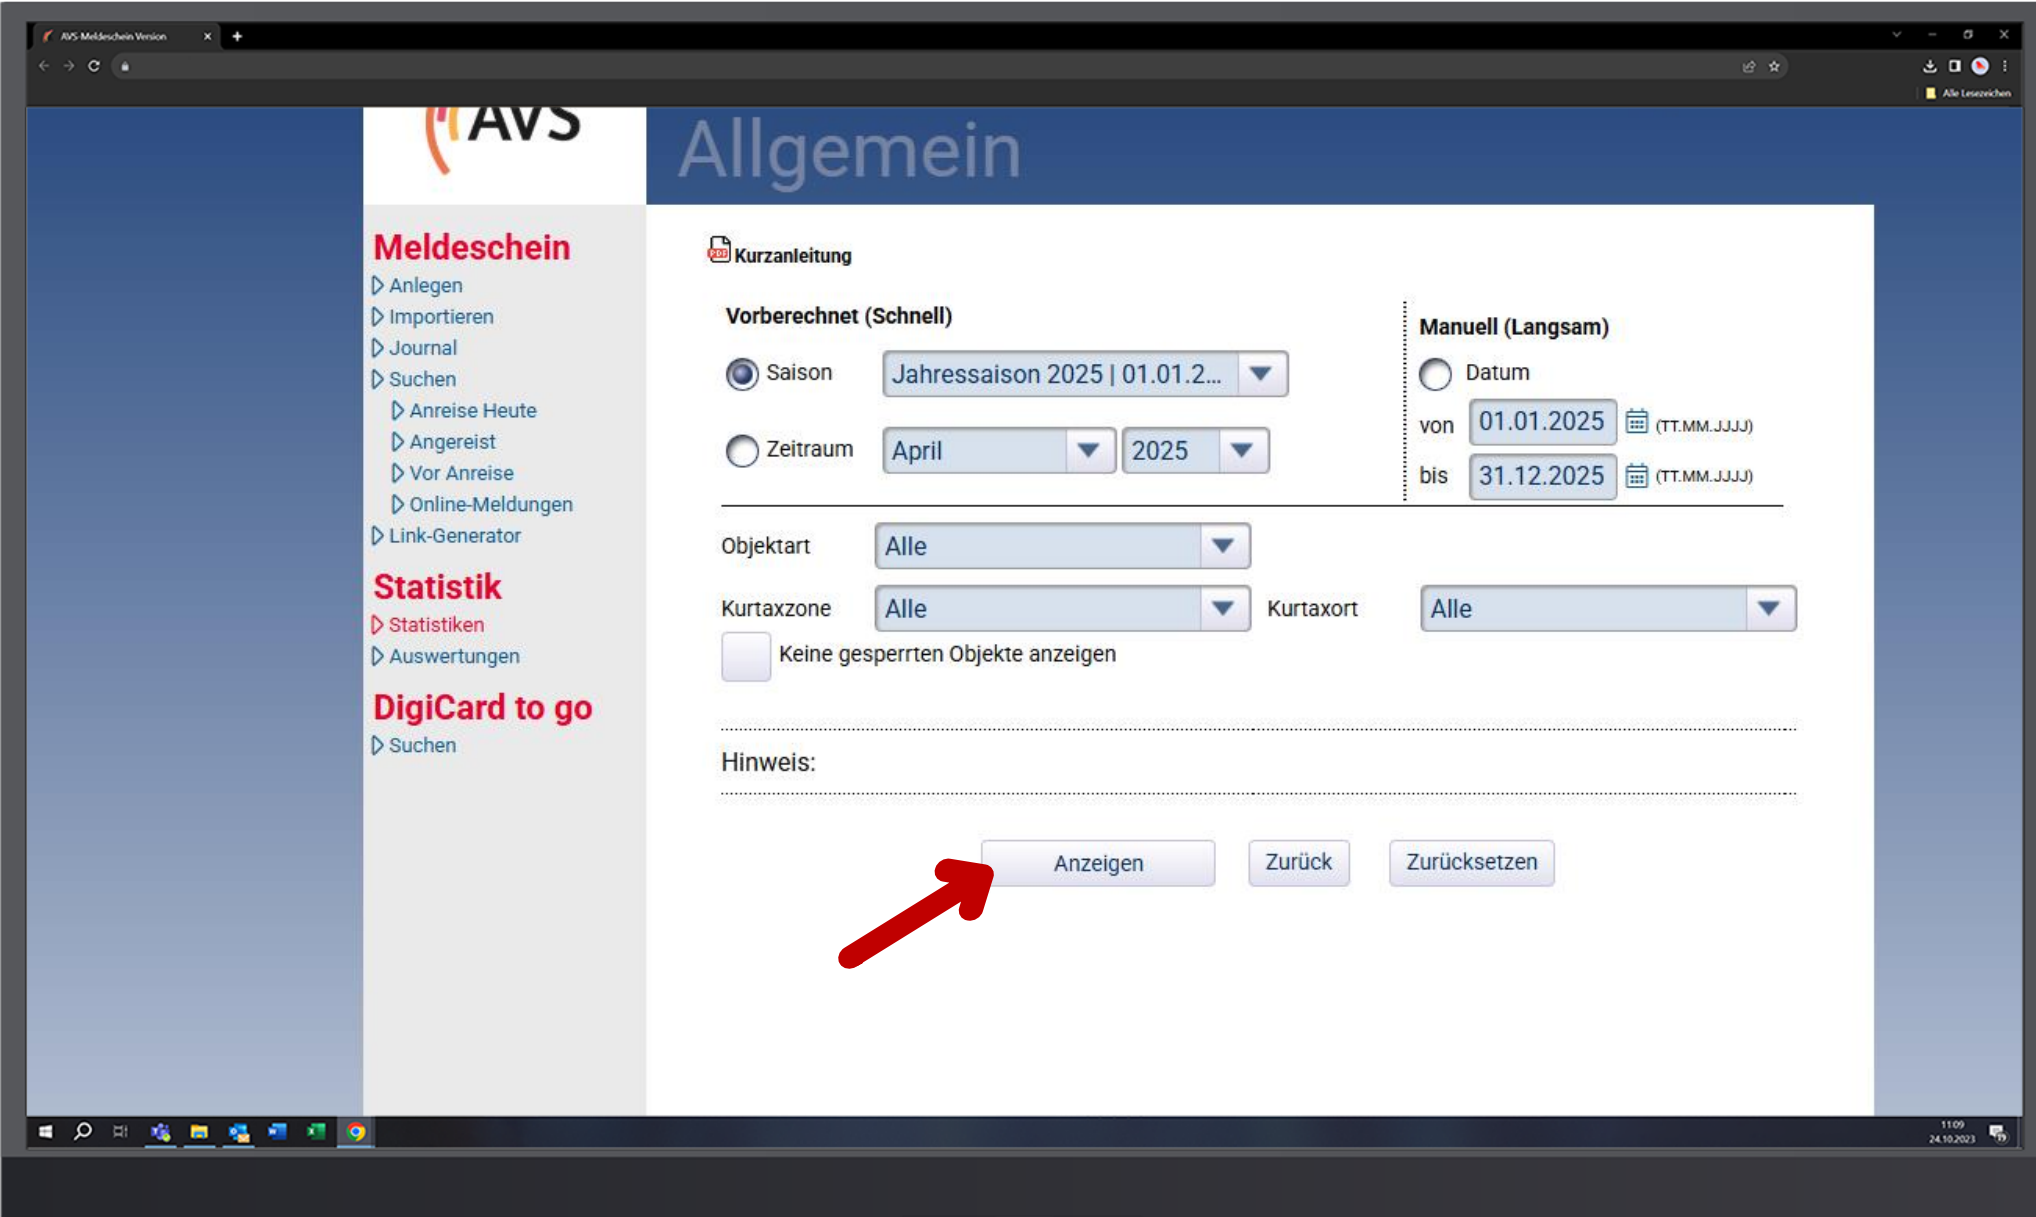 AVS-Meldeschein Version
Alle Lesezeichen
AVS
Allgemein
Meldeschein
Anlegen
Importieren
Journal
Suchen
Anreise Heute
Angereist
Vor Anreise
Online-Meldungen
Link-Generator
Statistik
Statistiken
Auswertungen
DigiCard to go
Suchen
PDF Kurzanleitung
Vorberechnet (Schnell)
Saison Jahressaison 2025 | 01.01.2...
Zeitraum April 2025
Manuell (Langsam)
Datum
von 01.01.2025 (TT.MM.JJJJ)
bis 31.12.2025 (TT.MM.JJJJ)
Objektart Alle
Kurtaxzone Alle Kurtaxort Alle
Keine gesperrten Objekte anzeigen
Hinweis:
Anzeigen Zurück Zurücksetzen
11:09
24.10.2023